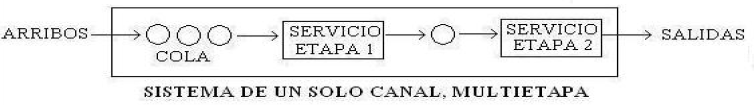 ARRIBOS
COLA
SERVICIO
ETAPA 1
SERVICIO
ETAPA 2
SALIDAS
SISTEMA DE UN SOLO CANAL, MULTIETAPA